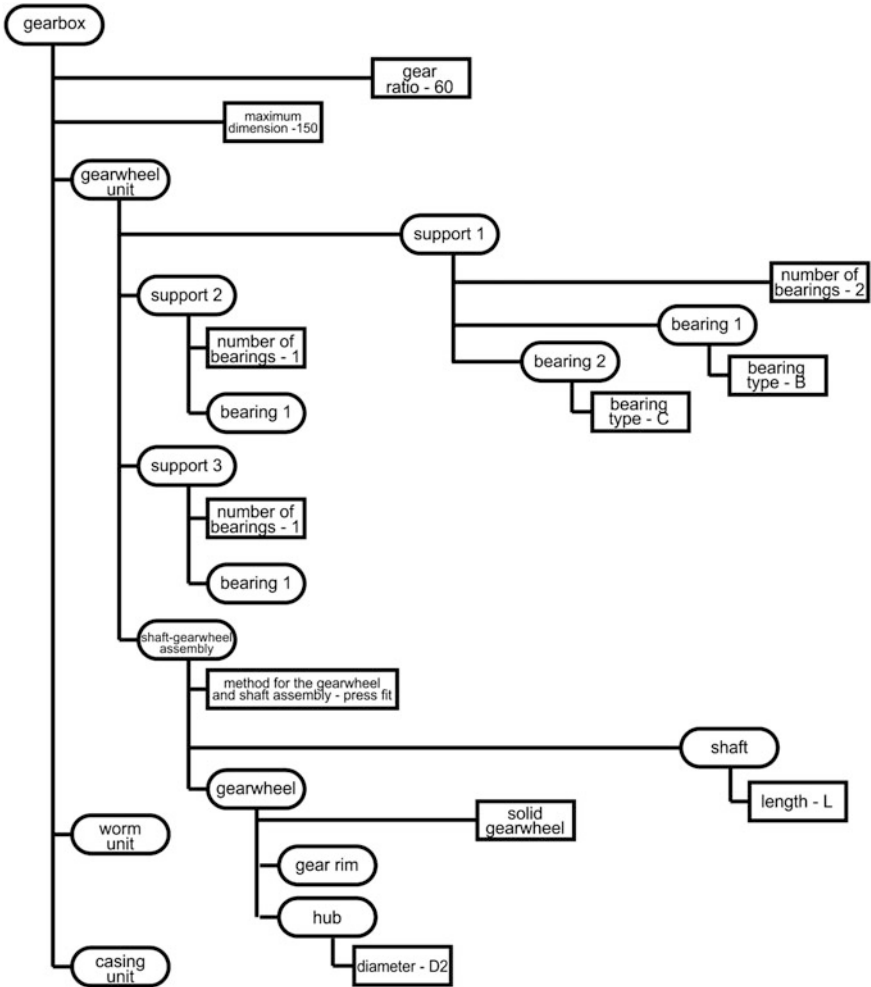 gearbox
gear
ratio - 60
maximum
dimension -150
gearwheel
unit
support 1
number of
bearings - 2
support 2
bearing 1
number of
bearings - 1
bearing 2
bearing
type - B
bearing
type - C
bearing 1
support 3
number of
bearings - 1
bearing 1
shaft-gearwheel
assembly
method for the gearwheel
and shaft assembly - press fit
shaft
gearwheel
length - L
solid
gearwheel
worm
unit
gear rim
hub
casing
unit
diameter - D2